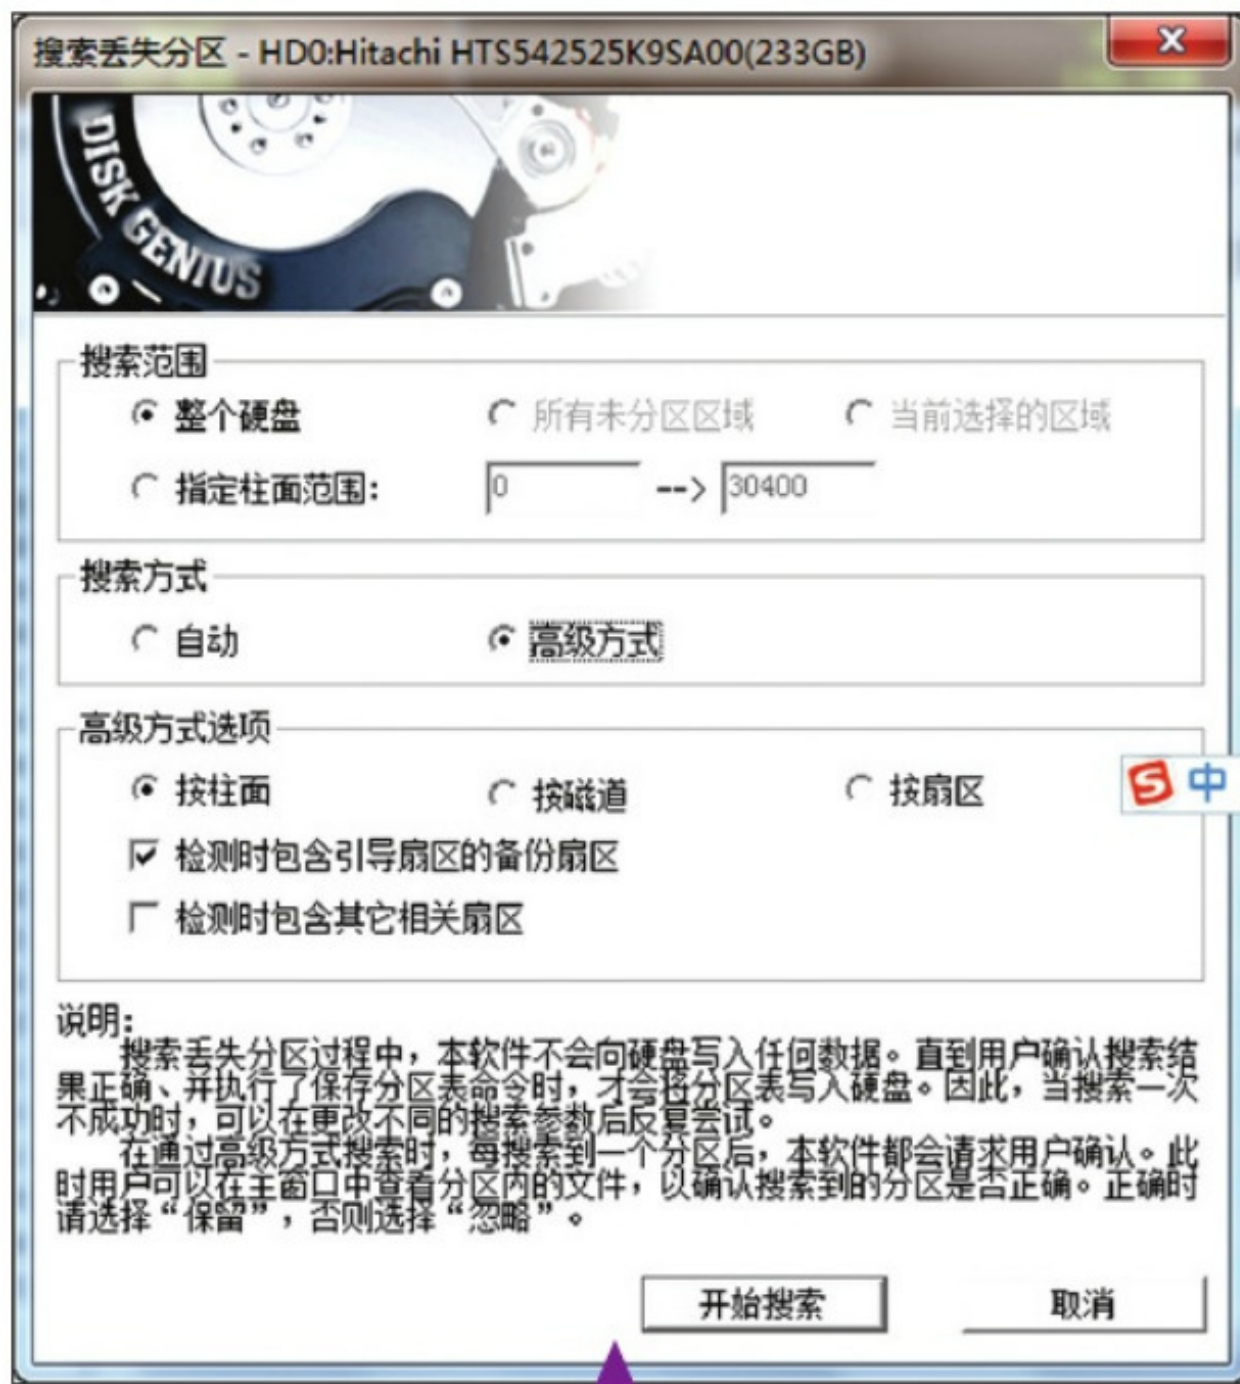 搜索丢失分区 - HD0:Hitachi HTS542525K9SA00(233GB)
DISK GENIUS
搜索范围
整个硬盘 所有未分区区域 当前选择的区域
指定柱面范围: 0 --> 30400
搜索方式
自动 高级方式
高级方式选项
按柱面 按磁道 按扇区
S 中
检测时包含引导扇区的备份扇区
检测时包含其它相关扇区
说明:
搜索丢失分区过程中，本软件不会向硬盘写入任何数据。直到用户确认搜索结
果正确、并执行了保存分区表命令时，才会将分区表写入硬盘。因此，当搜索一次
不成功时，可以在更改不同的搜索参数后反复尝试。
在通过高级方式搜索时，每搜索到一个分区后，本软件都会请求用户确认。此
时用户可以在主窗口中查看分区内的文件，以确认搜索到的分区是否正确。正确时
请选择“保留”，否则选择“忽略”。
开始搜索 取消